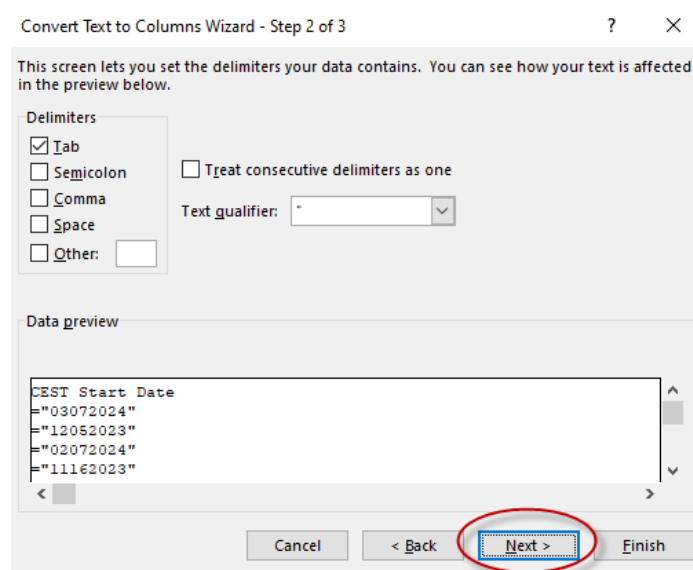 Convert Text to Columns Wizard - Step 2 of 3 ? ×
This screen lets you set the delimiters your data contains. You can see how your text is affected
in the preview below.
Delimiters
Tab
Semicolon
Comma
Space
Other:
Treat consecutive delimiters as one
Text qualifier: "
Data preview
CEST Start Date
="03072024"
="12052023"
="02072024"
="11162023"
Cancel < Back Next > Finish